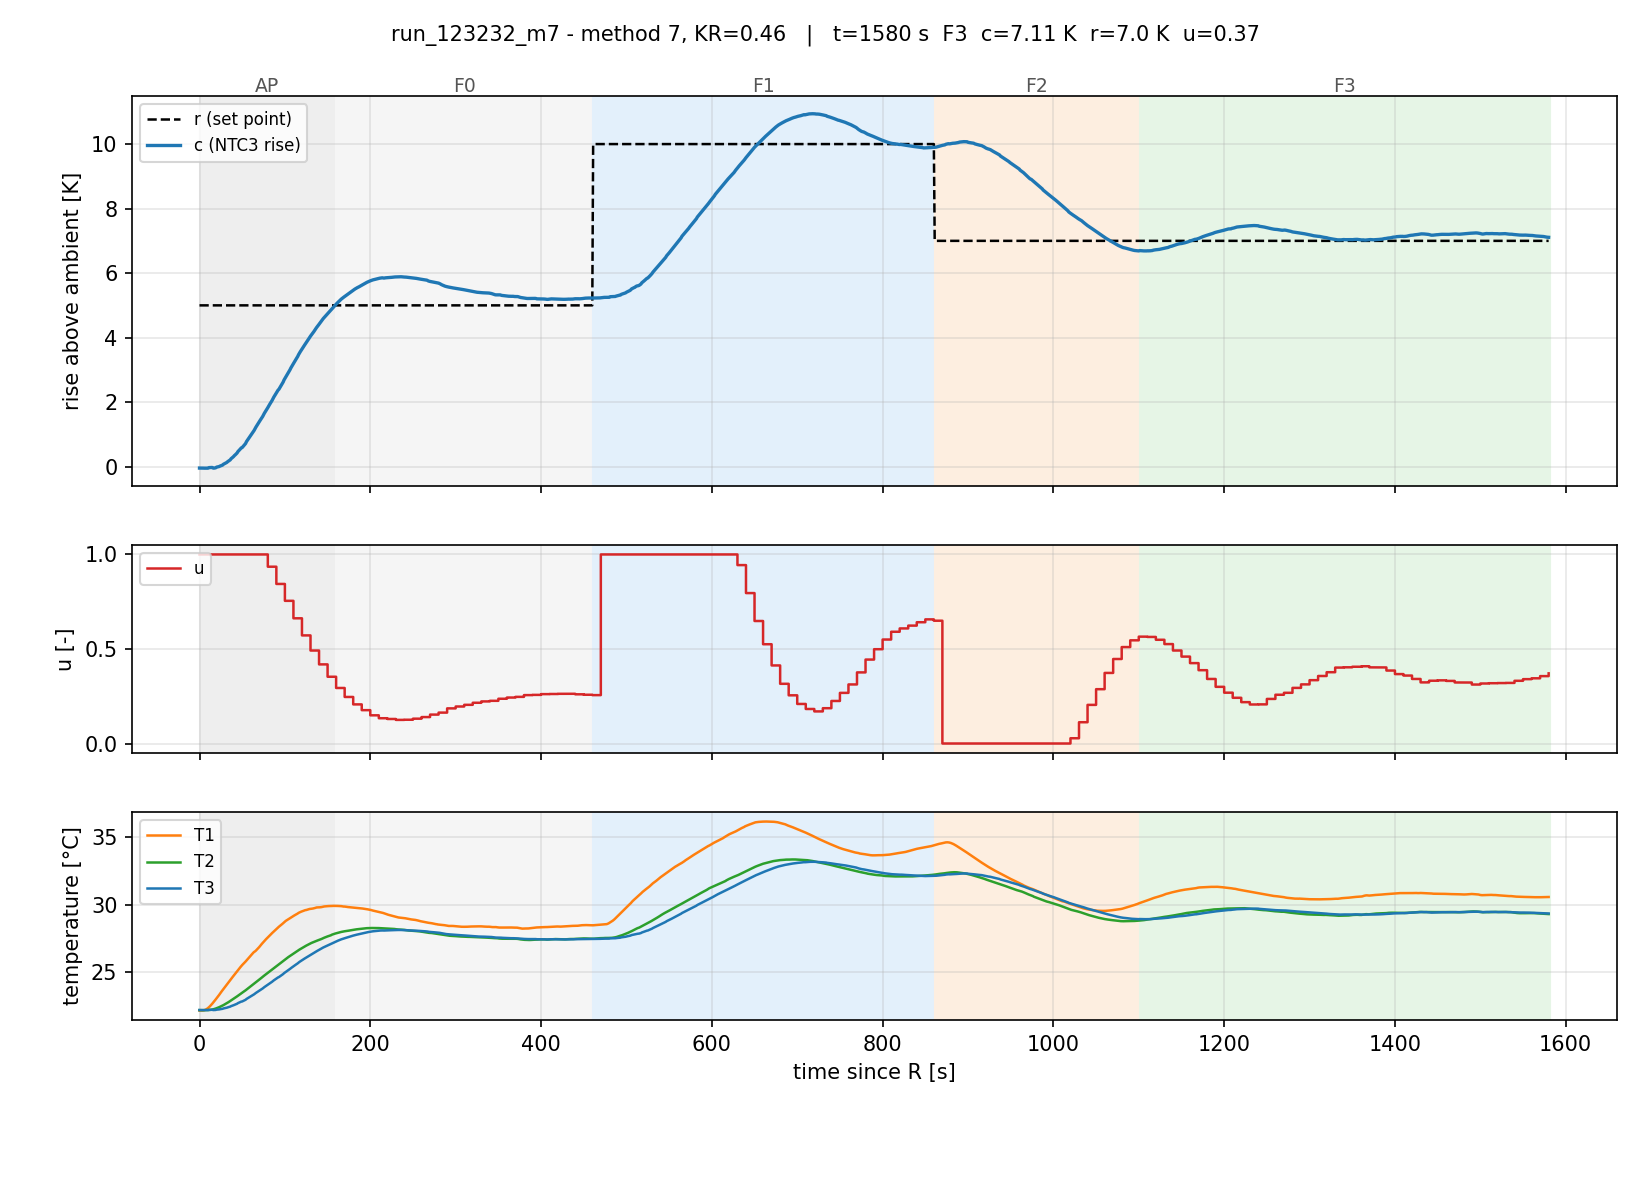 run_123232_m7 - method 7, KR=0.46   |   t=1580 s  F3  c=7.11 K  r=7.0 K  u=0.37
AP F0 F1 F2 F3
r (set point)
c (NTC3 rise)
rise above ambient [K]
10
8
6
4
2
0
u
u [-]
1.0
0.5
0.0
T1
T2
T3
temperature [°C]
35
30
25
0 200 400 600 800 1000 1200 1400 1600
time since R [s]